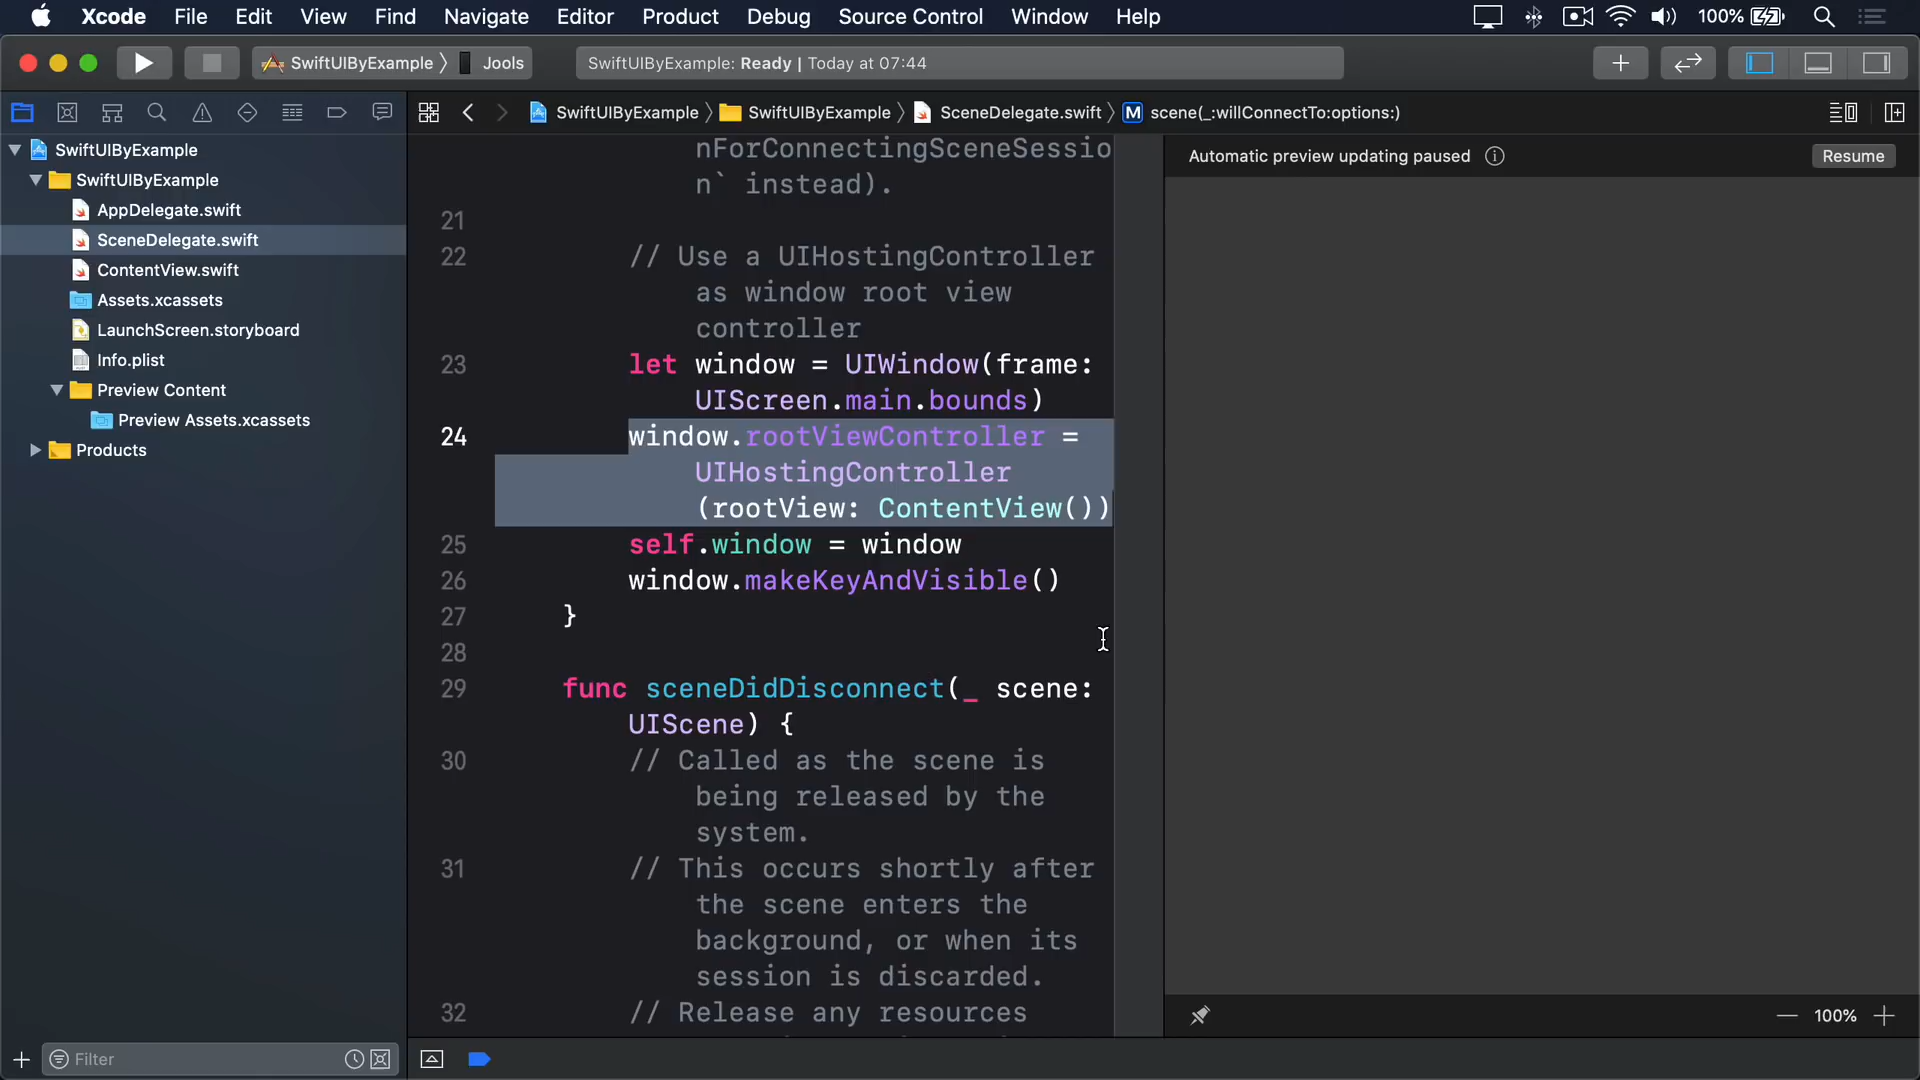 Xcode File Edit View Find Navigate Editor Product Debug Source Control Window Help 100%
SwiftUIByExample Jools SwiftUIByExample: Ready | Today at 07:44
SwiftUIByExample SwiftUIByExample SceneDelegate.swift M scene(_:willConnectTo:options:)
SwiftUIByExample
SwiftUIByExample
AppDelegate.swift
SceneDelegate.swift
ContentView.swift
Assets.xcassets
LaunchScreen.storyboard
Info.plist
Preview Content
Preview Assets.xcassets
Products
Filter
nForConnectingSceneSessio
n` instead).
21
22 // Use a UIHostingController
as window root view
controller
23 let window = UIWindow(frame:
UIScreen.main.bounds)
24 window.rootViewController =
UIHostingController
(rootView: ContentView())
25 self.window = window
26 window.makeKeyAndVisible()
27 }
28
29 func sceneDidDisconnect(_ scene:
UIScene) {
30 // Called as the scene is
being released by the
system.
31 // This occurs shortly after
the scene enters the
background, or when its
session is discarded.
32 // Release any resources
Automatic preview updating paused Resume
100%